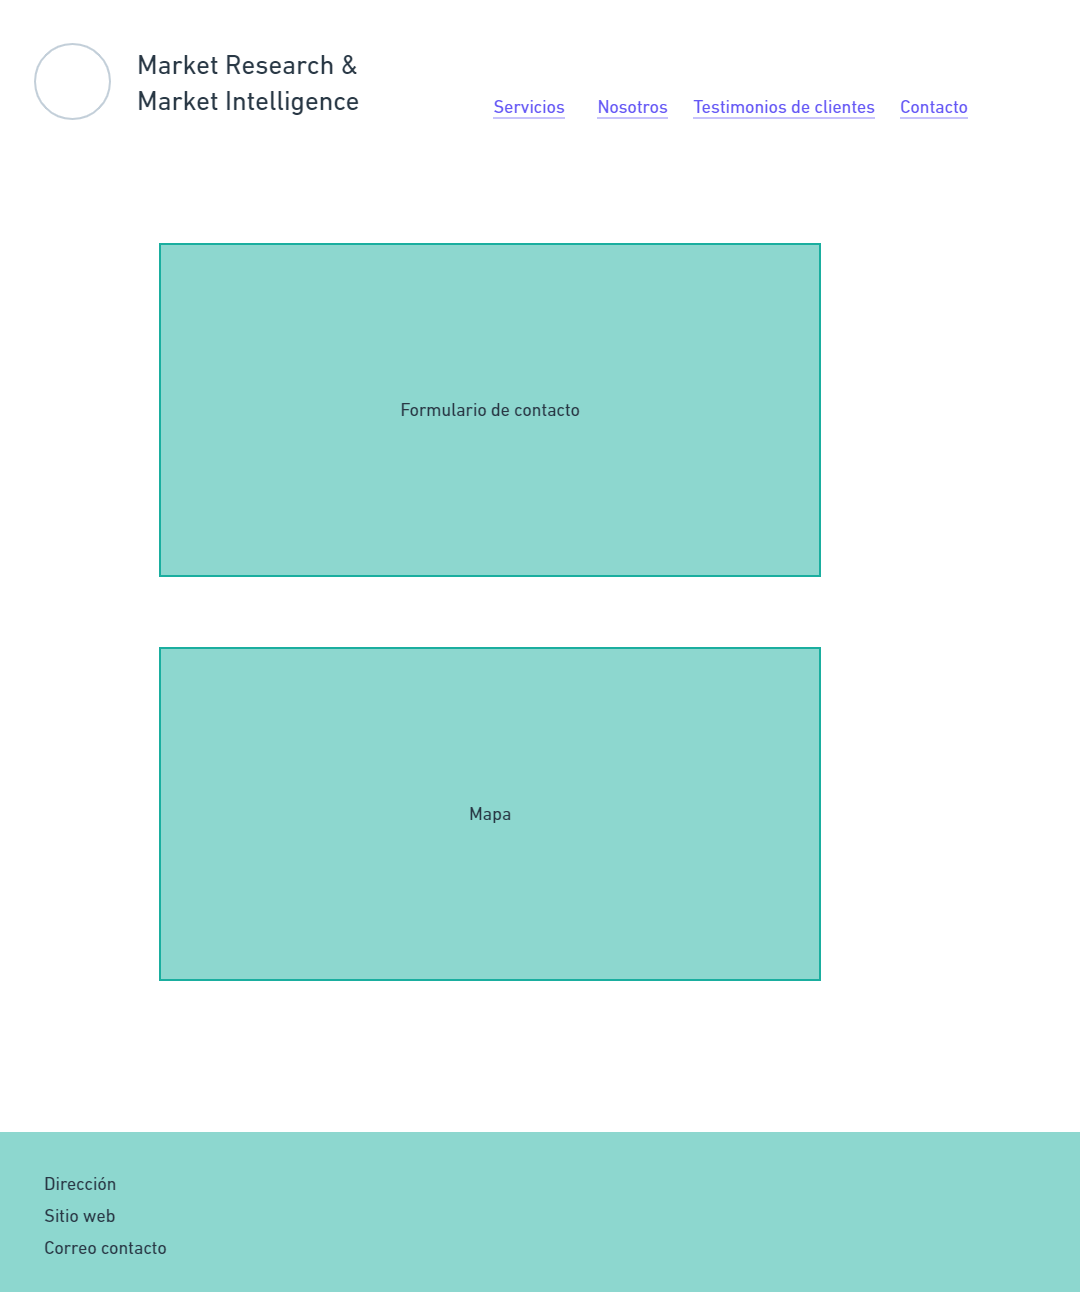 Market Research &
Market Intelligence
Servicios Nosotros Testimonios de clientes Contacto
Formulario de contacto
Mapa
Dirección
Sitio web
Correo contacto